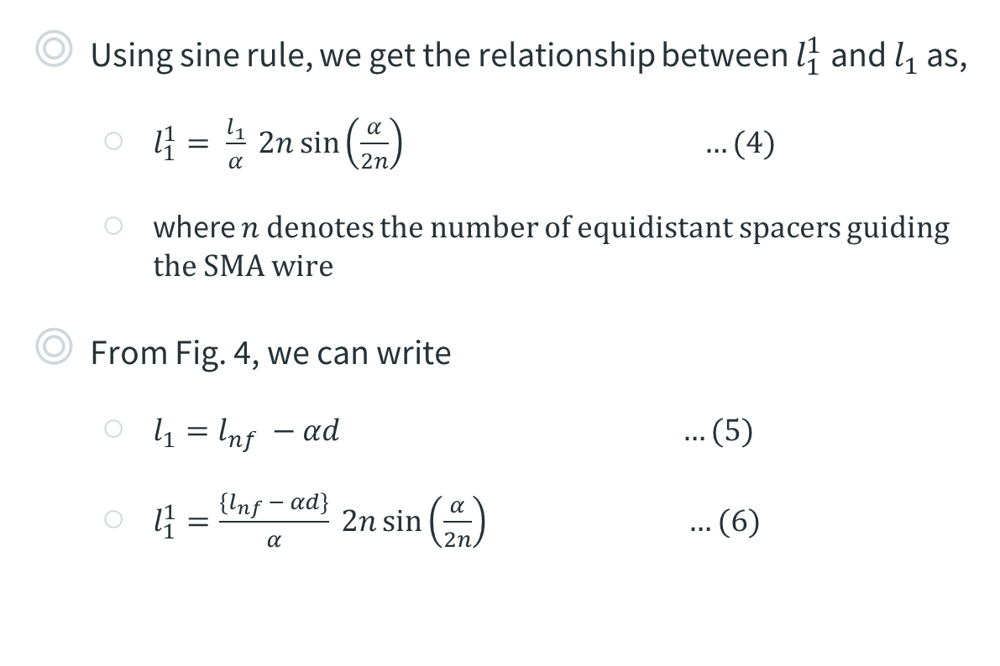 Using sine rule, we get the relationship between $l_1^1$ and $l_1$ as,
$l_1^1 = \frac{l_1}{\alpha} \, 2n \sin\left(\frac{\alpha}{2n}\right)$ ... (4)
where $n$ denotes the number of equidistant spacers guiding
the SMA wire
From Fig. 4, we can write
$l_1 = l_{nf} - \alpha d$ ... (5)
$l_1^1 = \frac{\{l_{nf} - \alpha d\}}{\alpha} \, 2n \sin\left(\frac{\alpha}{2n}\right)$ ... (6)